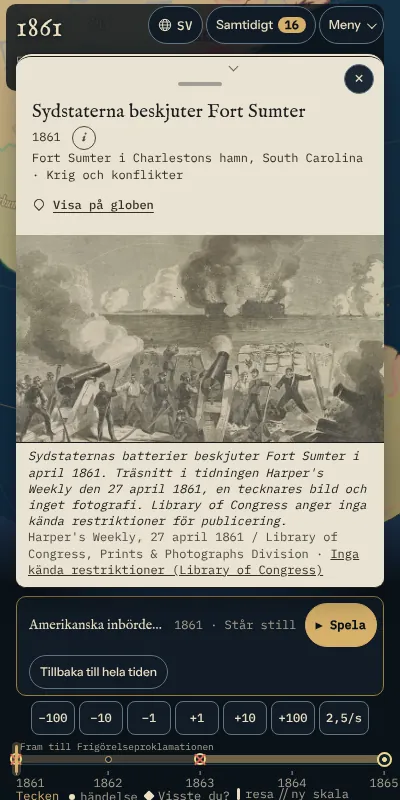 1861
SV
Samtidigt 16
Meny
×
Sydstaterna beskjuter Fort Sumter
1861 i
Fort Sumter i Charlestons hamn, South Carolina
· Krig och konflikter
Visa på globen
Sydstaternas batterier beskjuter Fort Sumter i
april 1861. Träsnitt i tidningen Harper's
Weekly den 27 april 1861, en tecknares bild och
inget fotografi. Library of Congress anger inga
kända restriktioner för publicering.
Harper's Weekly, 27 april 1861 / Library of
Congress, Prints & Photographs Division · Inga
kända restriktioner (Library of Congress)
Amerikanska inbörde… 1861 · Står still ▶ Spela
Tillbaka till hela tiden
−100 −10 −1 +1 +10 +100 2,5/s
Fram till Frigörelseproklamationen
1861 1862 1863 1864 1865
Tecken ● händelse ◆ Visste du? resa // ny skala